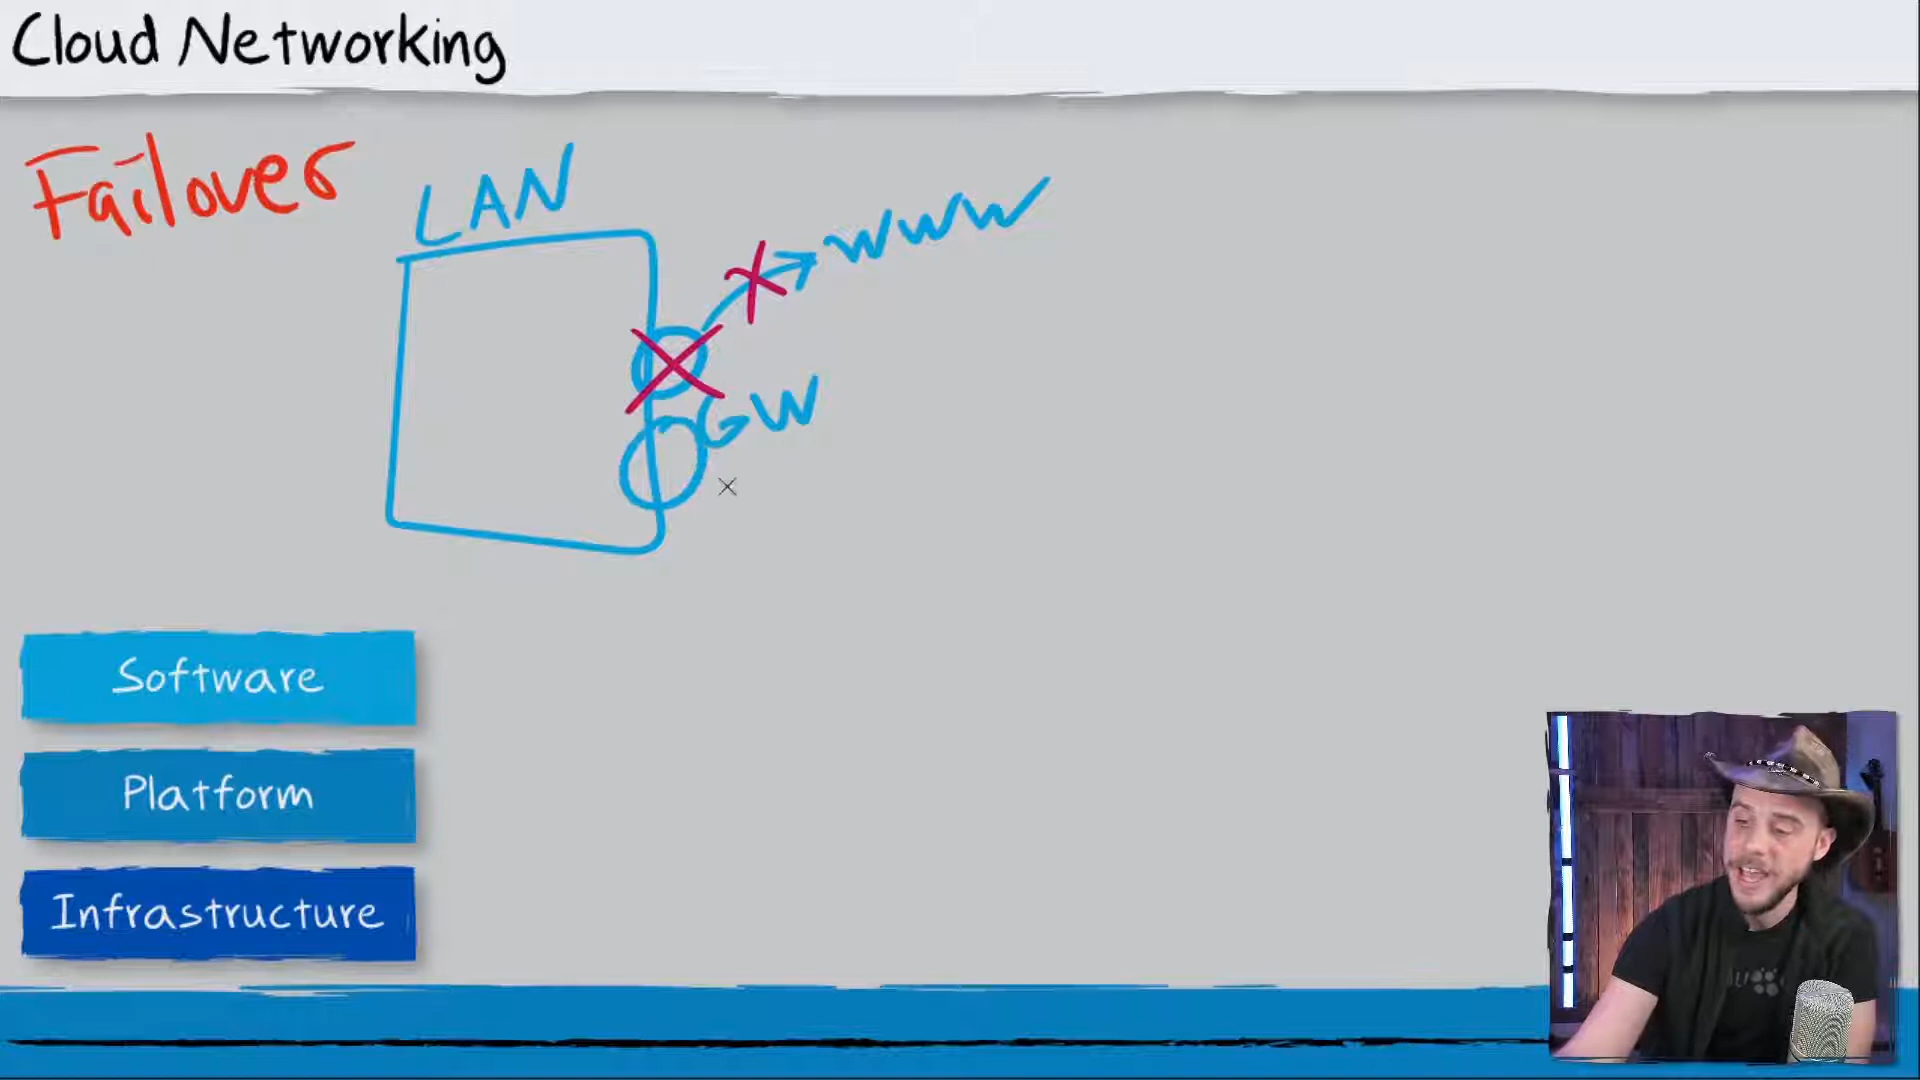 Cloud Networking
Failover
LAN
WWW
GW
Software
Platform
Infrastructure